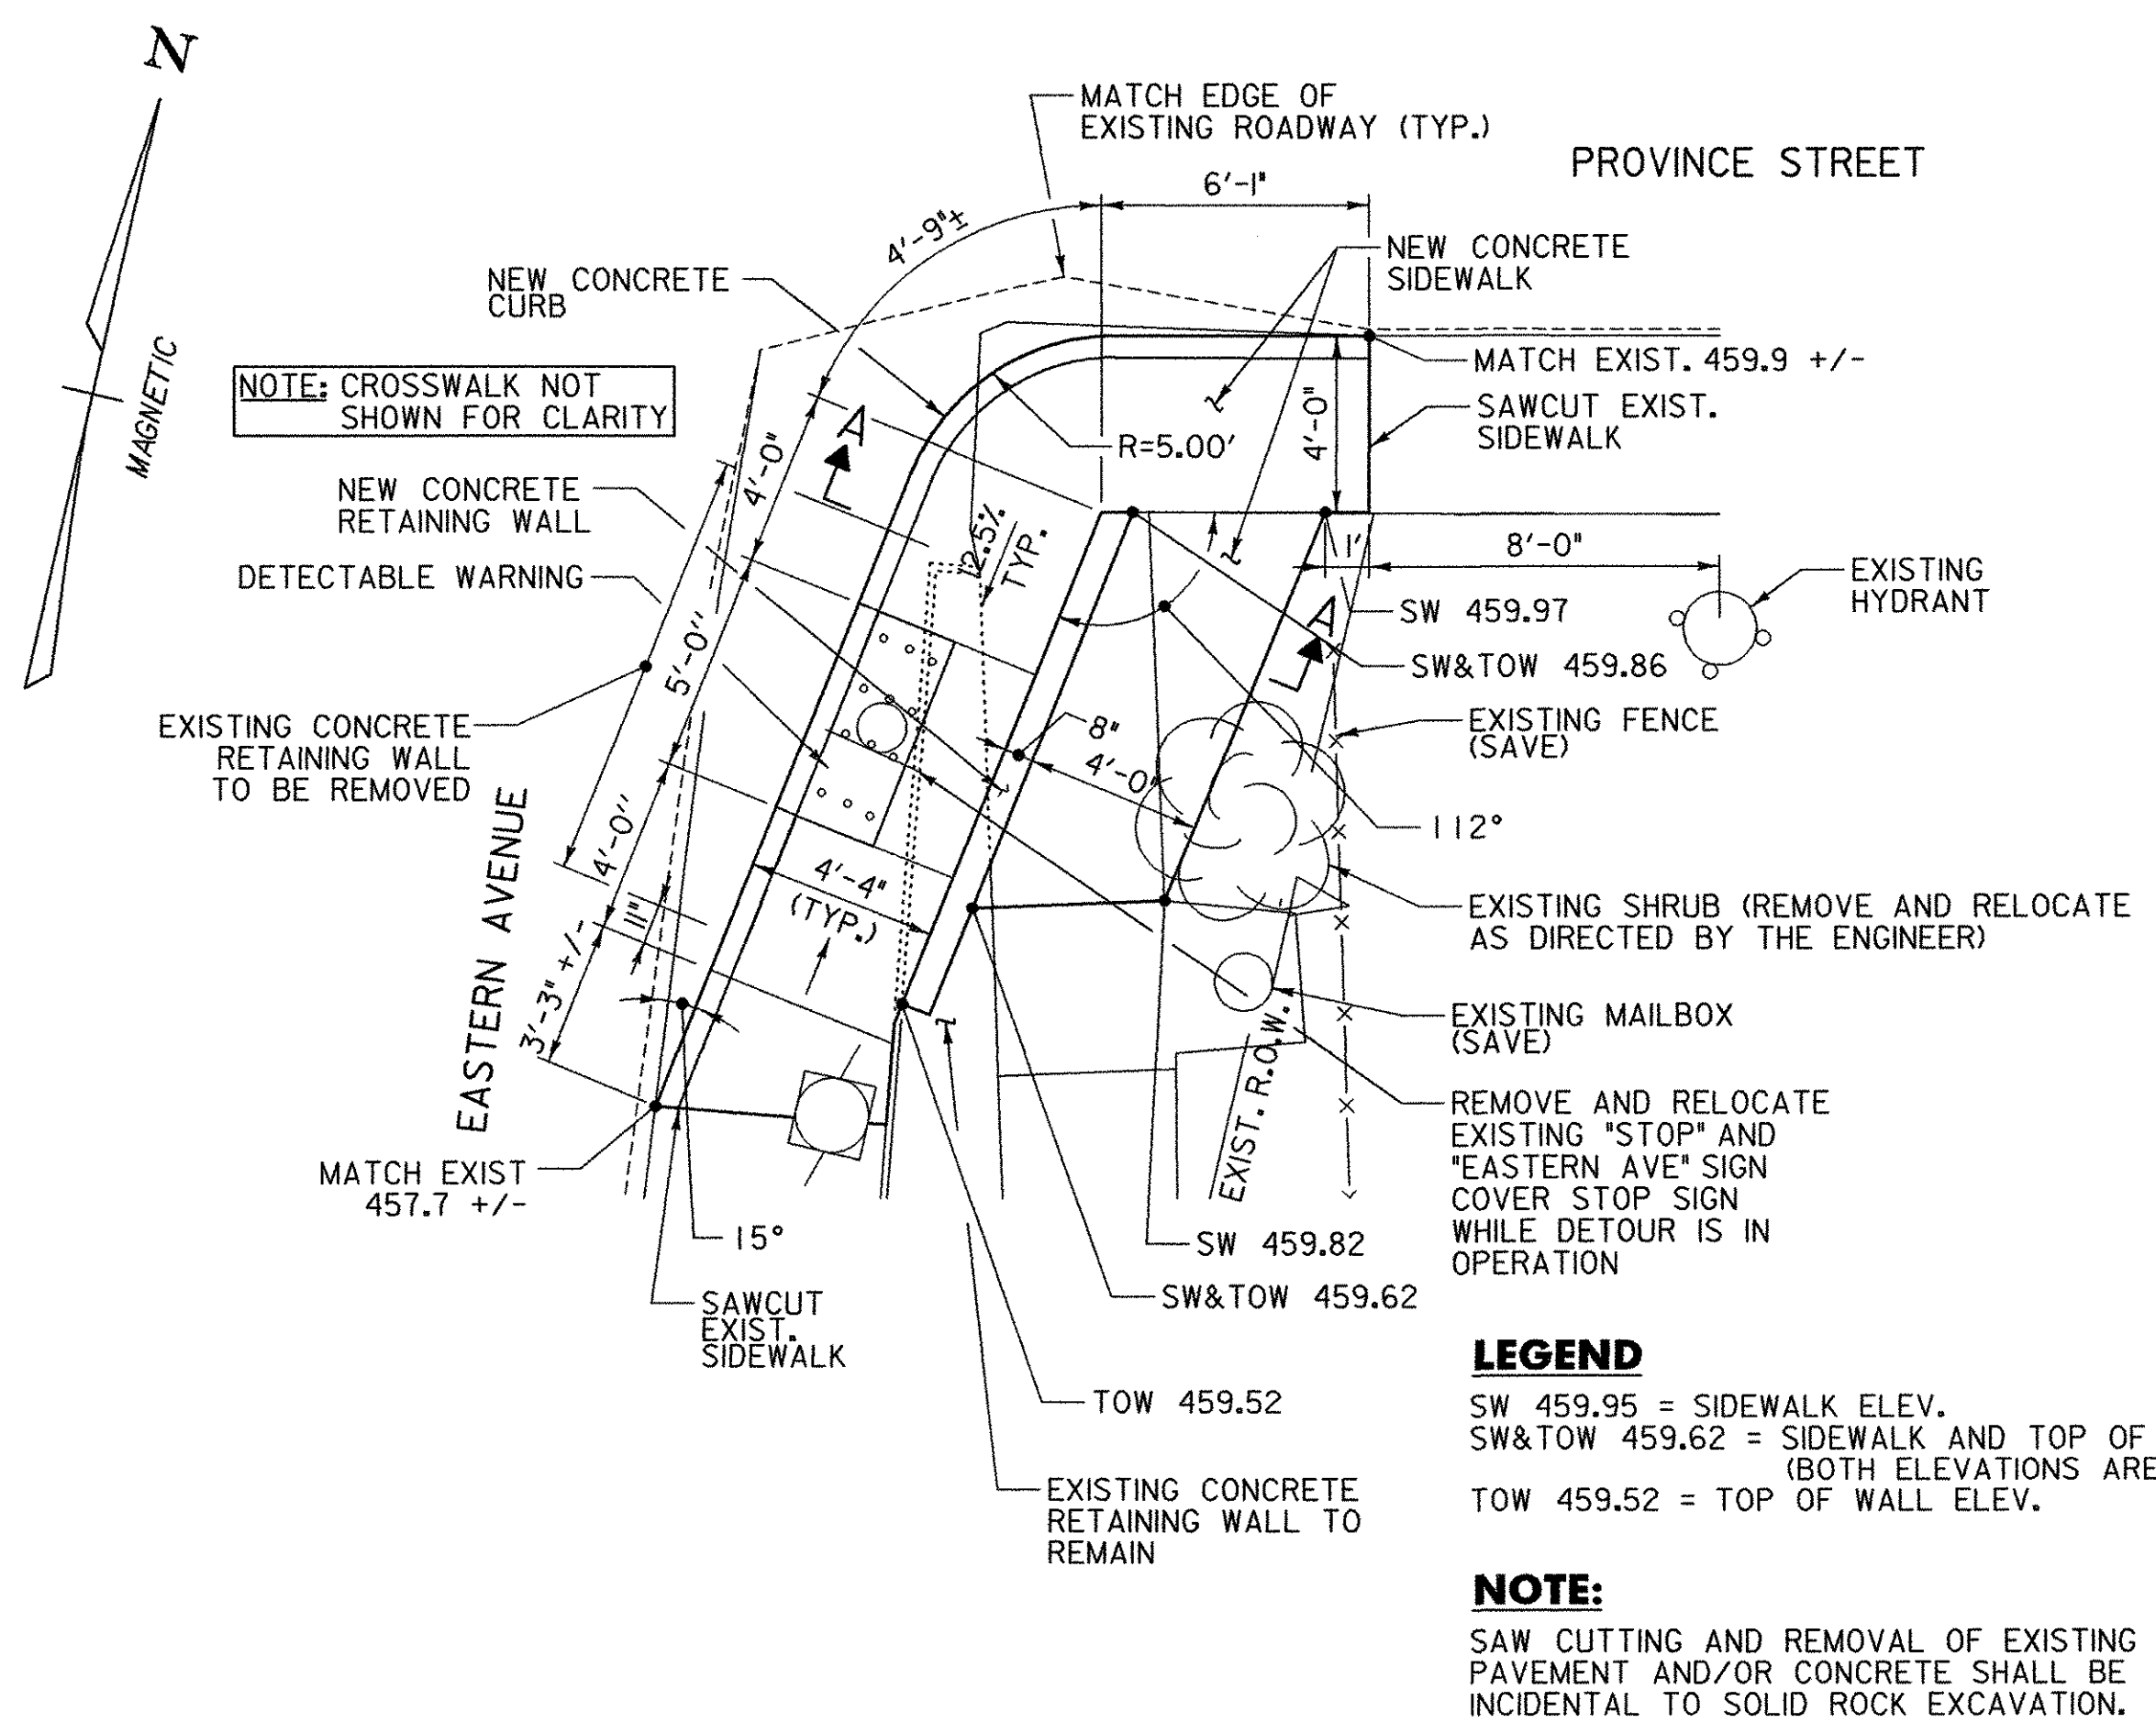 N
MAGNETIC
MATCH EDGE OF
EXISTING ROADWAY (TYP.)
PROVINCE STREET
6'-1"
4'-9"±
NEW CONCRETE
CURB
NEW CONCRETE
SIDEWALK
NOTE: CROSSWALK NOT
SHOWN FOR CLARITY
MATCH EXIST. 459.9 +/-
SAWCUT EXIST.
SIDEWALK
4'-0"
R=5.00'
A
4'-0"
NEW CONCRETE
RETAINING WALL
12.5%
TYP.
DETECTABLE WARNING
1'
8'-0"
EXISTING
HYDRANT
SW 459.97
A
SW&TOW 459.86
5'-0''
EXISTING CONCRETE
RETAINING WALL
TO BE REMOVED
8"
4'-0"
EXISTING FENCE
(SAVE)
112°
EASTERN AVENUE
4'-0''
11"
4'-4"
(TYP.)
3'-3" +/-
EXISTING SHRUB (REMOVE AND RELOCATE
AS DIRECTED BY THE ENGINEER)
EXISTING MAILBOX
(SAVE)
EXIST. R.O.W.
REMOVE AND RELOCATE
EXISTING "STOP" AND
"EASTERN AVE" SIGN
COVER STOP SIGN
WHILE DETOUR IS IN
OPERATION
MATCH EXIST
457.7 +/-
15°
SW 459.82
SW&TOW 459.62
SAWCUT
EXIST.
SIDEWALK
TOW 459.52
EXISTING CONCRETE
RETAINING WALL TO
REMAIN
LEGEND
SW 459.95 = SIDEWALK ELEV.
SW&TOW 459.62 = SIDEWALK AND TOP OF
(BOTH ELEVATIONS ARE
TOW 459.52 = TOP OF WALL ELEV.
NOTE:
SAW CUTTING AND REMOVAL OF EXISTING
PAVEMENT AND/OR CONCRETE SHALL BE
INCIDENTAL TO SOLID ROCK EXCAVATION.